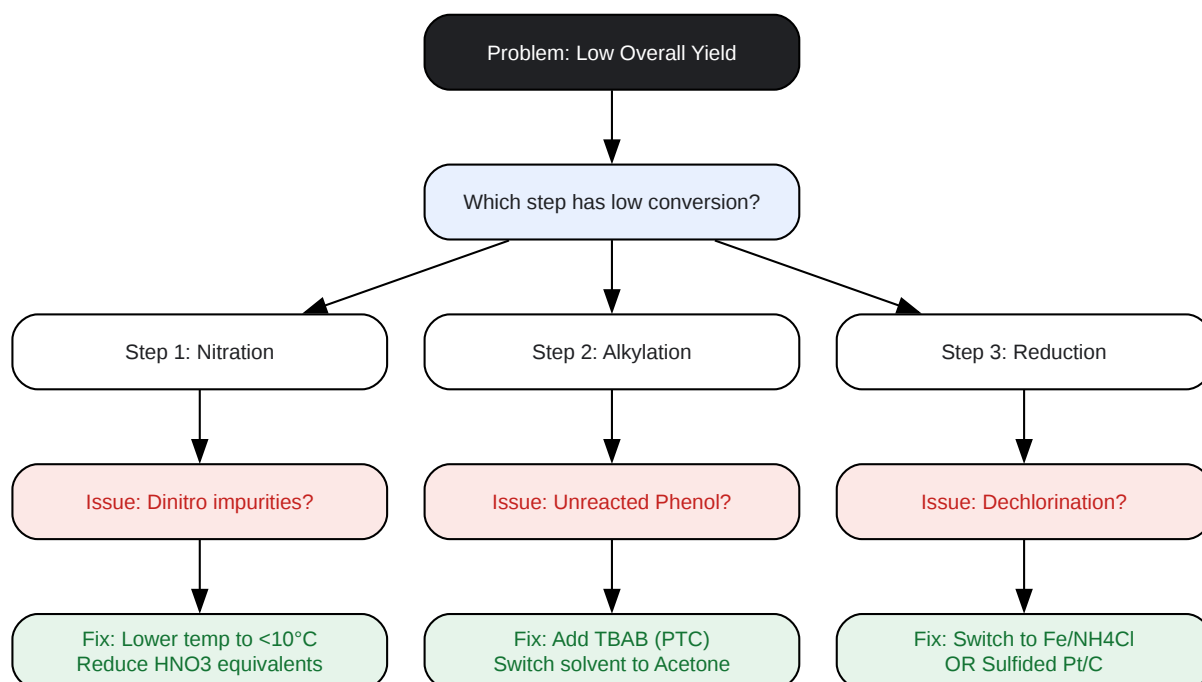 Problem: Low Overall Yield
Which step has low conversion?
Step 1: Nitration
Step 2: Alkylation
Step 3: Reduction
Issue: Dinitro impurities?
Issue: Unreacted Phenol?
Issue: Dechlorination?
Fix: Lower temp to <10°C
Reduce HNO3 equivalents
Fix: Add TBAB (PTC)
Switch solvent to Acetone
Fix: Switch to Fe/NH4Cl
OR Sulfided Pt/C